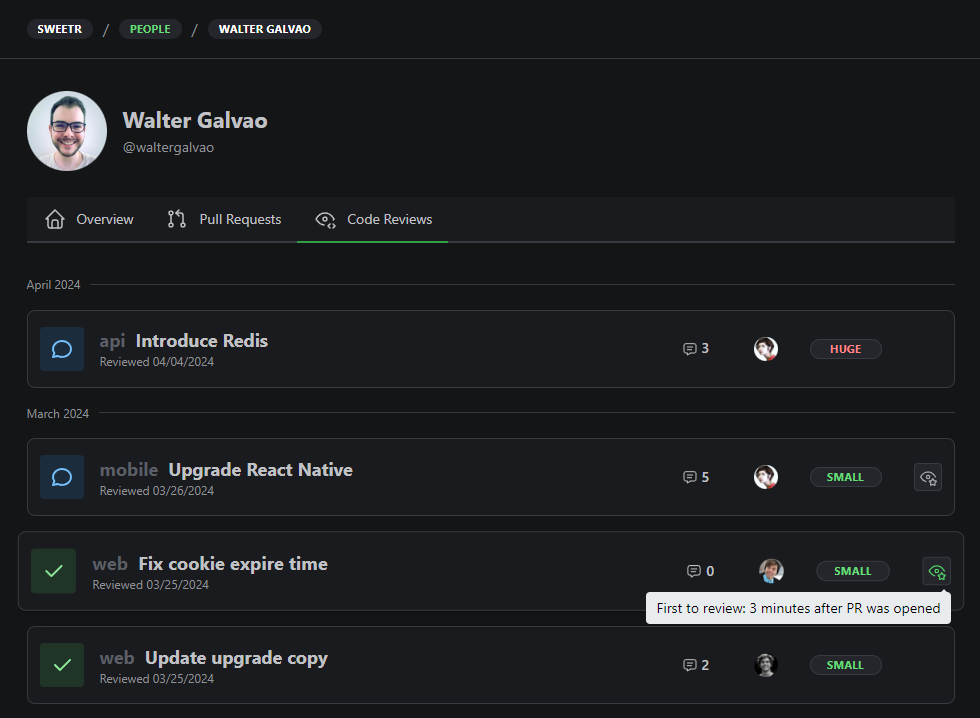 SWEETR / PEOPLE / WALTER GALVAO
Walter Galvao
@waltergalvao
Overview Pull Requests Code Reviews
April 2024
api Introduce Redis 3 HUGE
Reviewed 04/04/2024
March 2024
mobile Upgrade React Native 5 SMALL
Reviewed 03/26/2024
web Fix cookie expire time 0 SMALL
Reviewed 03/25/2024
First to review: 3 minutes after PR was opened
web Update upgrade copy 2 SMALL
Reviewed 03/25/2024